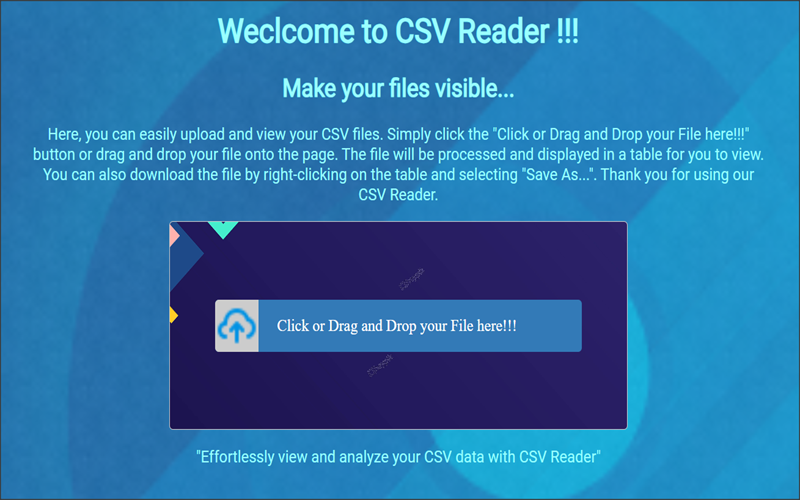 Weclcome to CSV Reader !!!
Make your files visible...
Here, you can easily upload and view your CSV files. Simply click the "Click or Drag and Drop your File here!!!"
button or drag and drop your file onto the page. The file will be processed and displayed in a table for you to view.
You can also download the file by right-clicking on the table and selecting "Save As...". Thank you for using our
CSV Reader.
Click or Drag and Drop your File here!!!
"Effortlessly view and analyze your CSV data with CSV Reader"